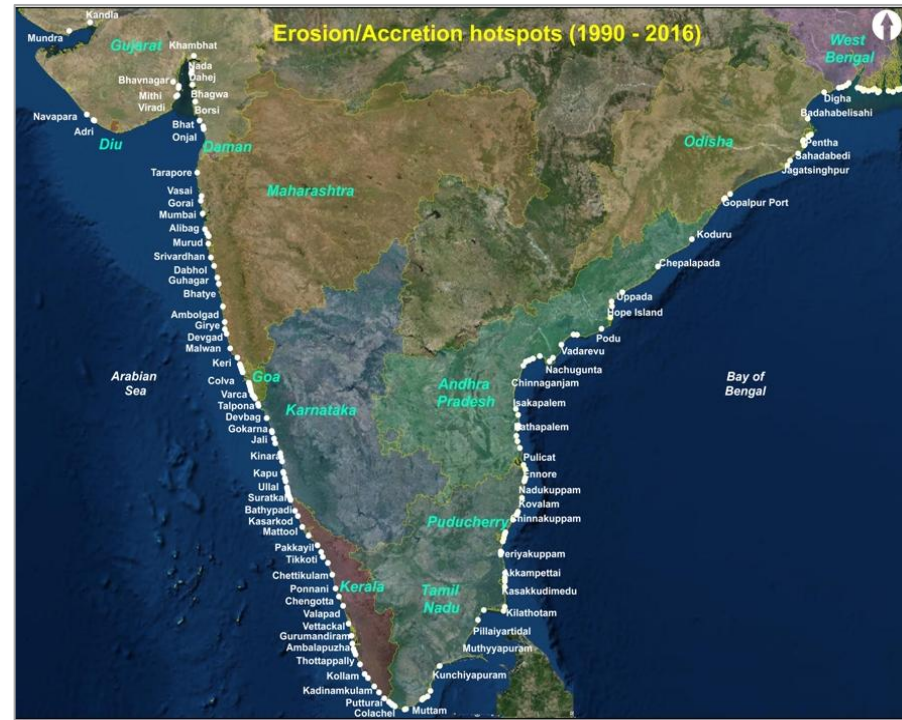 Erosion/Accretion hotspots (1990 - 2016)
Kandla
Mundra
Gujarat
Khambhat
Nada
Dahej
Bhavnagar
Mithi
Viradi
Bhagwa
Borsi
Navapara
Adri
Diu
Bhat
Onjal
Daman
Tarapore
Maharashtra
Vasai
Gorai
Mumbai
Alibag
Murud
Srivardhan
Dabhol
Guhagar
Bhatye
Ambolgad
Girye
Devgad
Malwan
Keri
Arabian
Sea
Goa
Colva
Varca
Talpona
Devbag
Gokarna
Jali
Karnataka
Kinara
Kapu
Ullal
Suratkal
Bathypadi
Kasarkod
Mattool
Pakkayil
Tikkoti
Chettikulam
Ponnani
Kerala
Chengotta
Valapad
Vettackal
Gurumandiram
Ambalapuzha
Thottappally
Kollam
Kadinamkulam
Putturai
Colachel
Muttam
Kunchiyapuram
Muthyyapuram
Pillaiyartidal
Kilathotam
Tamil
Nadu
Kasakkudimedu
Akkampettai
Periyakuppam
Puducherry
Chinnakuppam
Kovalam
Nadukuppam
Ennore
Pulicat
Isakapalem
Chinnaganjam
Andhra
Pradesh
Nachugunta
Vadarevu
Podu
Hope Island
Uppada
Chepalapada
Koduru
Gopalpur Port
Jagatsinghpur
Sahadabedi
Pentha
Odisha
Badahabelisahi
Digha
West
Bengal
Bay of
Bengal